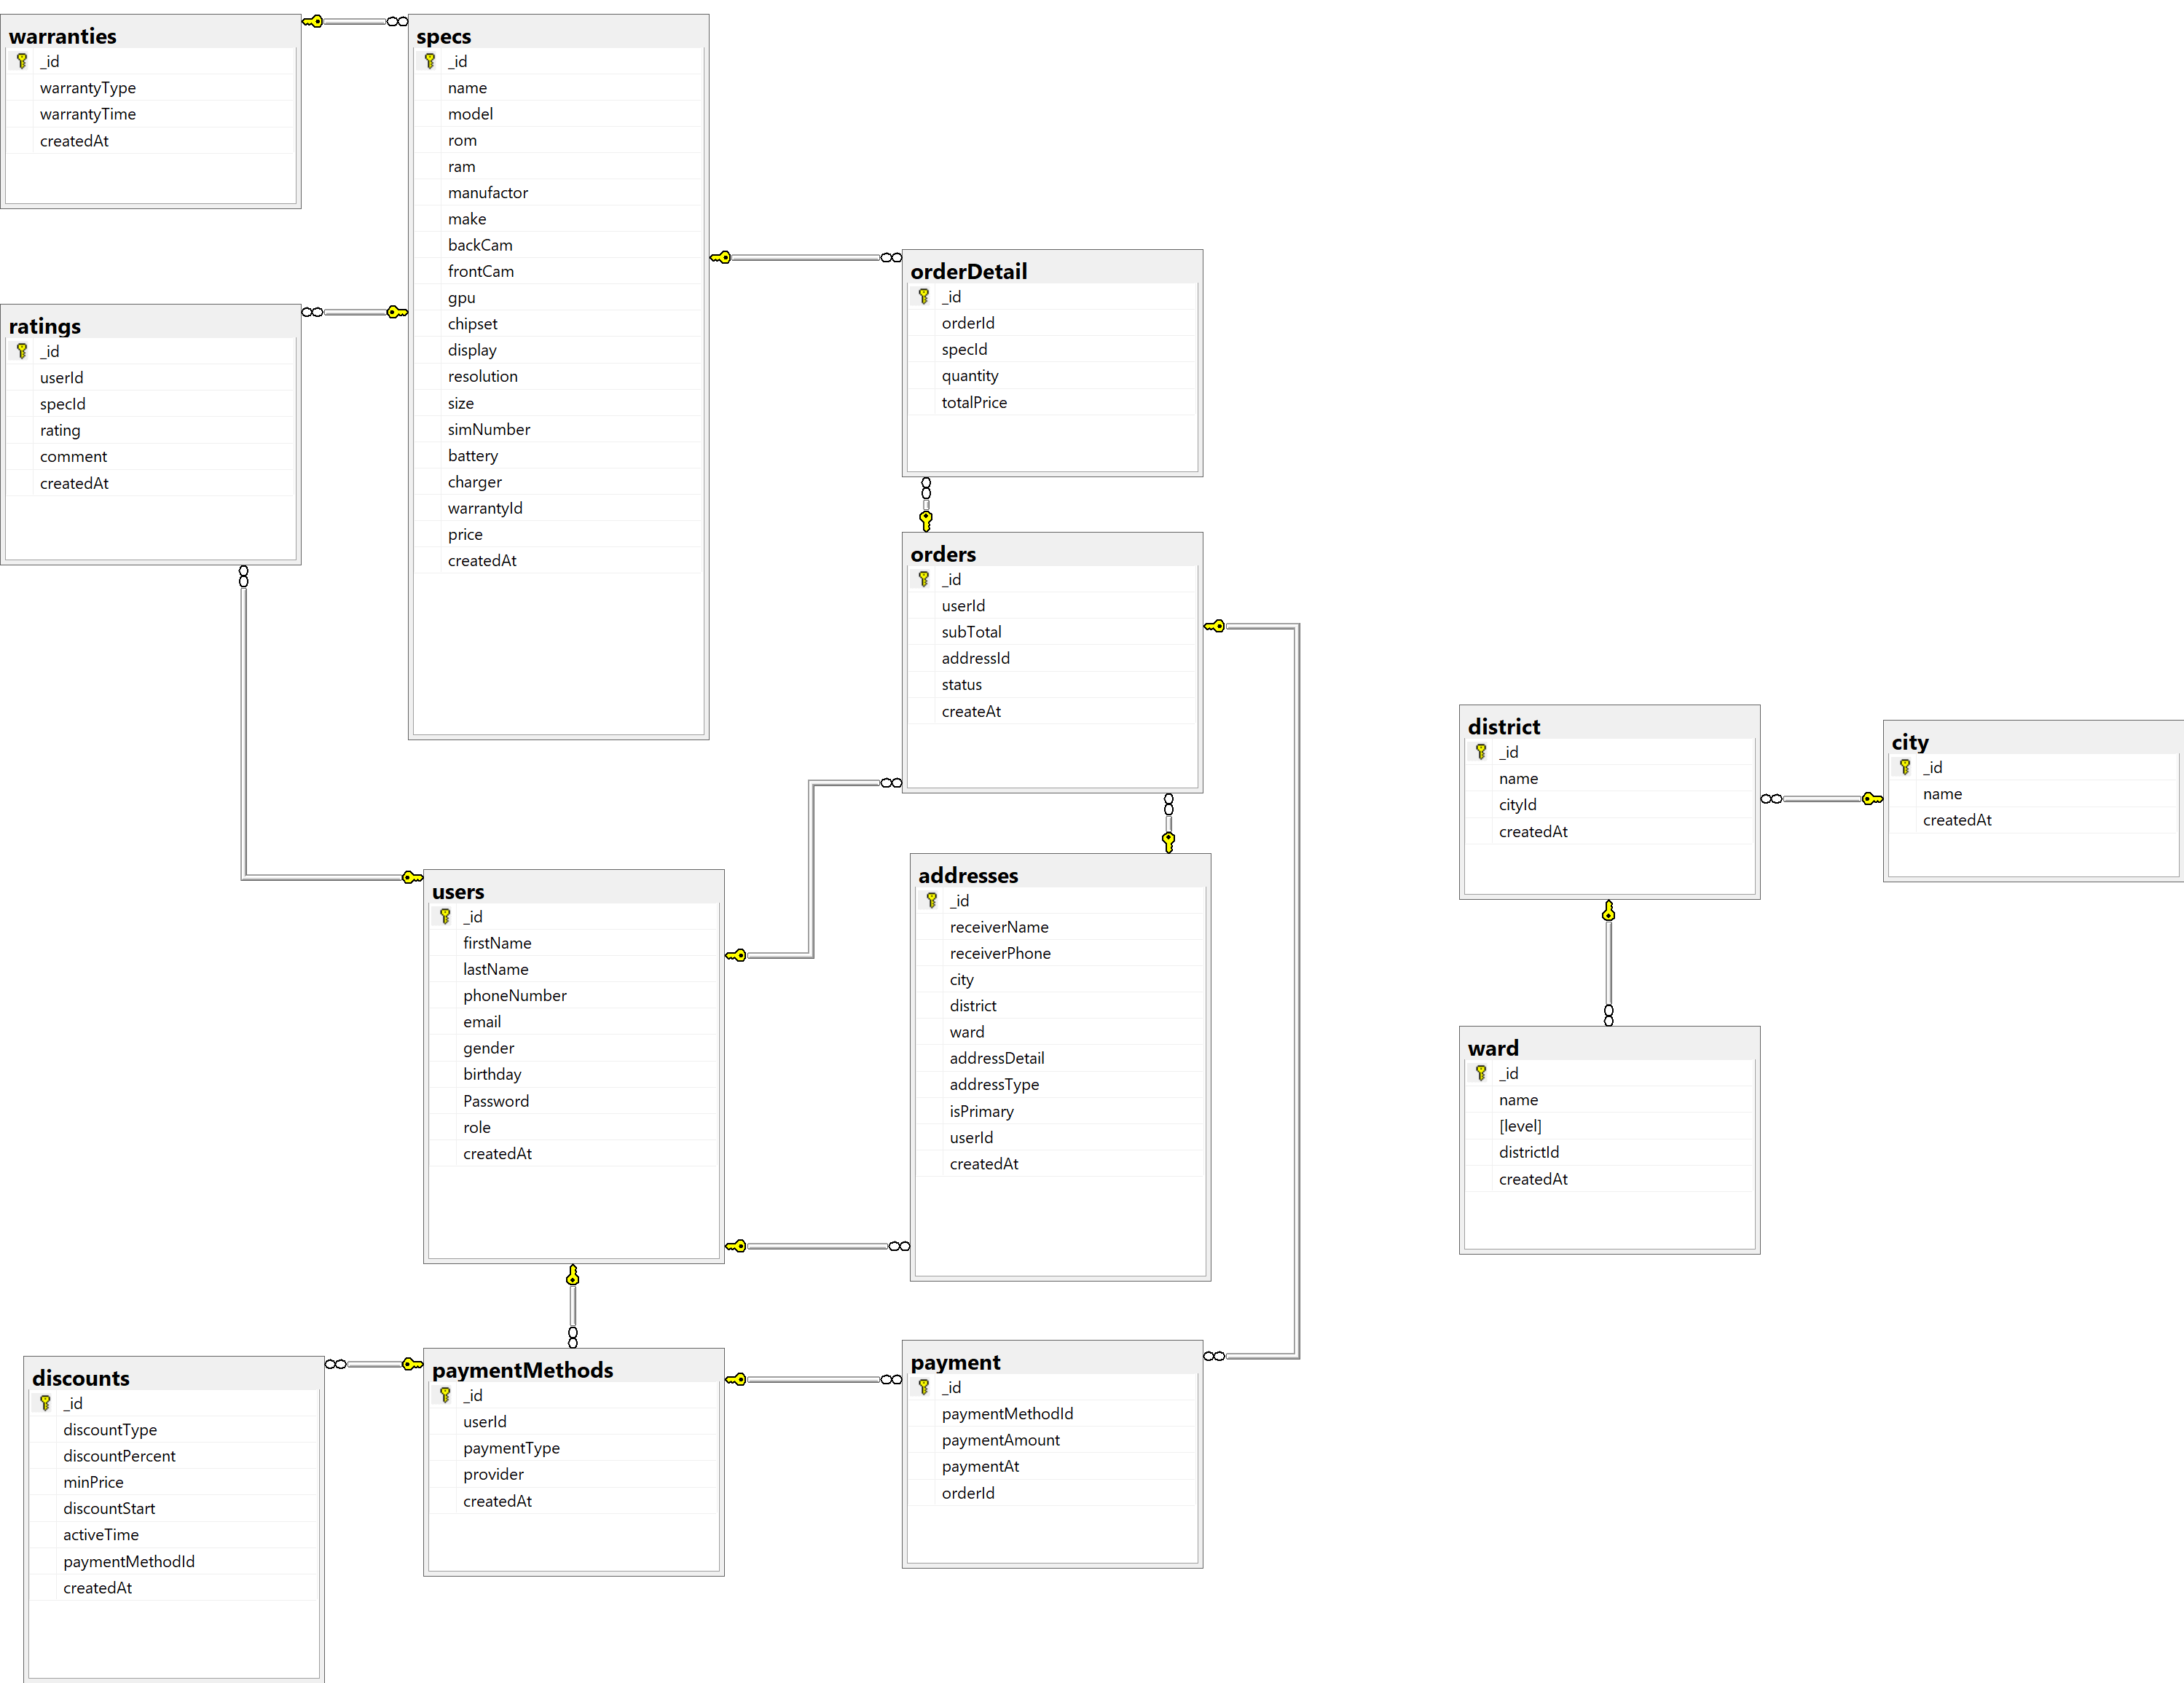 warranties
_id
warrantyType
warrantyTime
createdAt
specs
_id
name
model
rom
ram
manufactor
make
backCam
frontCam
gpu
chipset
display
resolution
size
simNumber
battery
charger
warrantyId
price
createdAt
ratings
_id
userId
specId
rating
comment
createdAt
orderDetail
_id
orderId
specId
quantity
totalPrice
orders
_id
userId
subTotal
addressId
status
createAt
district
_id
name
cityId
createdAt
city
_id
name
createdAt
users
_id
firstName
lastName
phoneNumber
email
gender
birthday
Password
role
createdAt
addresses
_id
receiverName
receiverPhone
city
district
ward
addressDetail
addressType
isPrimary
userId
createdAt
ward
_id
name
[level]
districtId
createdAt
discounts
_id
discountType
discountPercent
minPrice
discountStart
activeTime
paymentMethodId
createdAt
paymentMethods
_id
userId
paymentType
provider
createdAt
payment
_id
paymentMethodId
paymentAmount
paymentAt
orderId